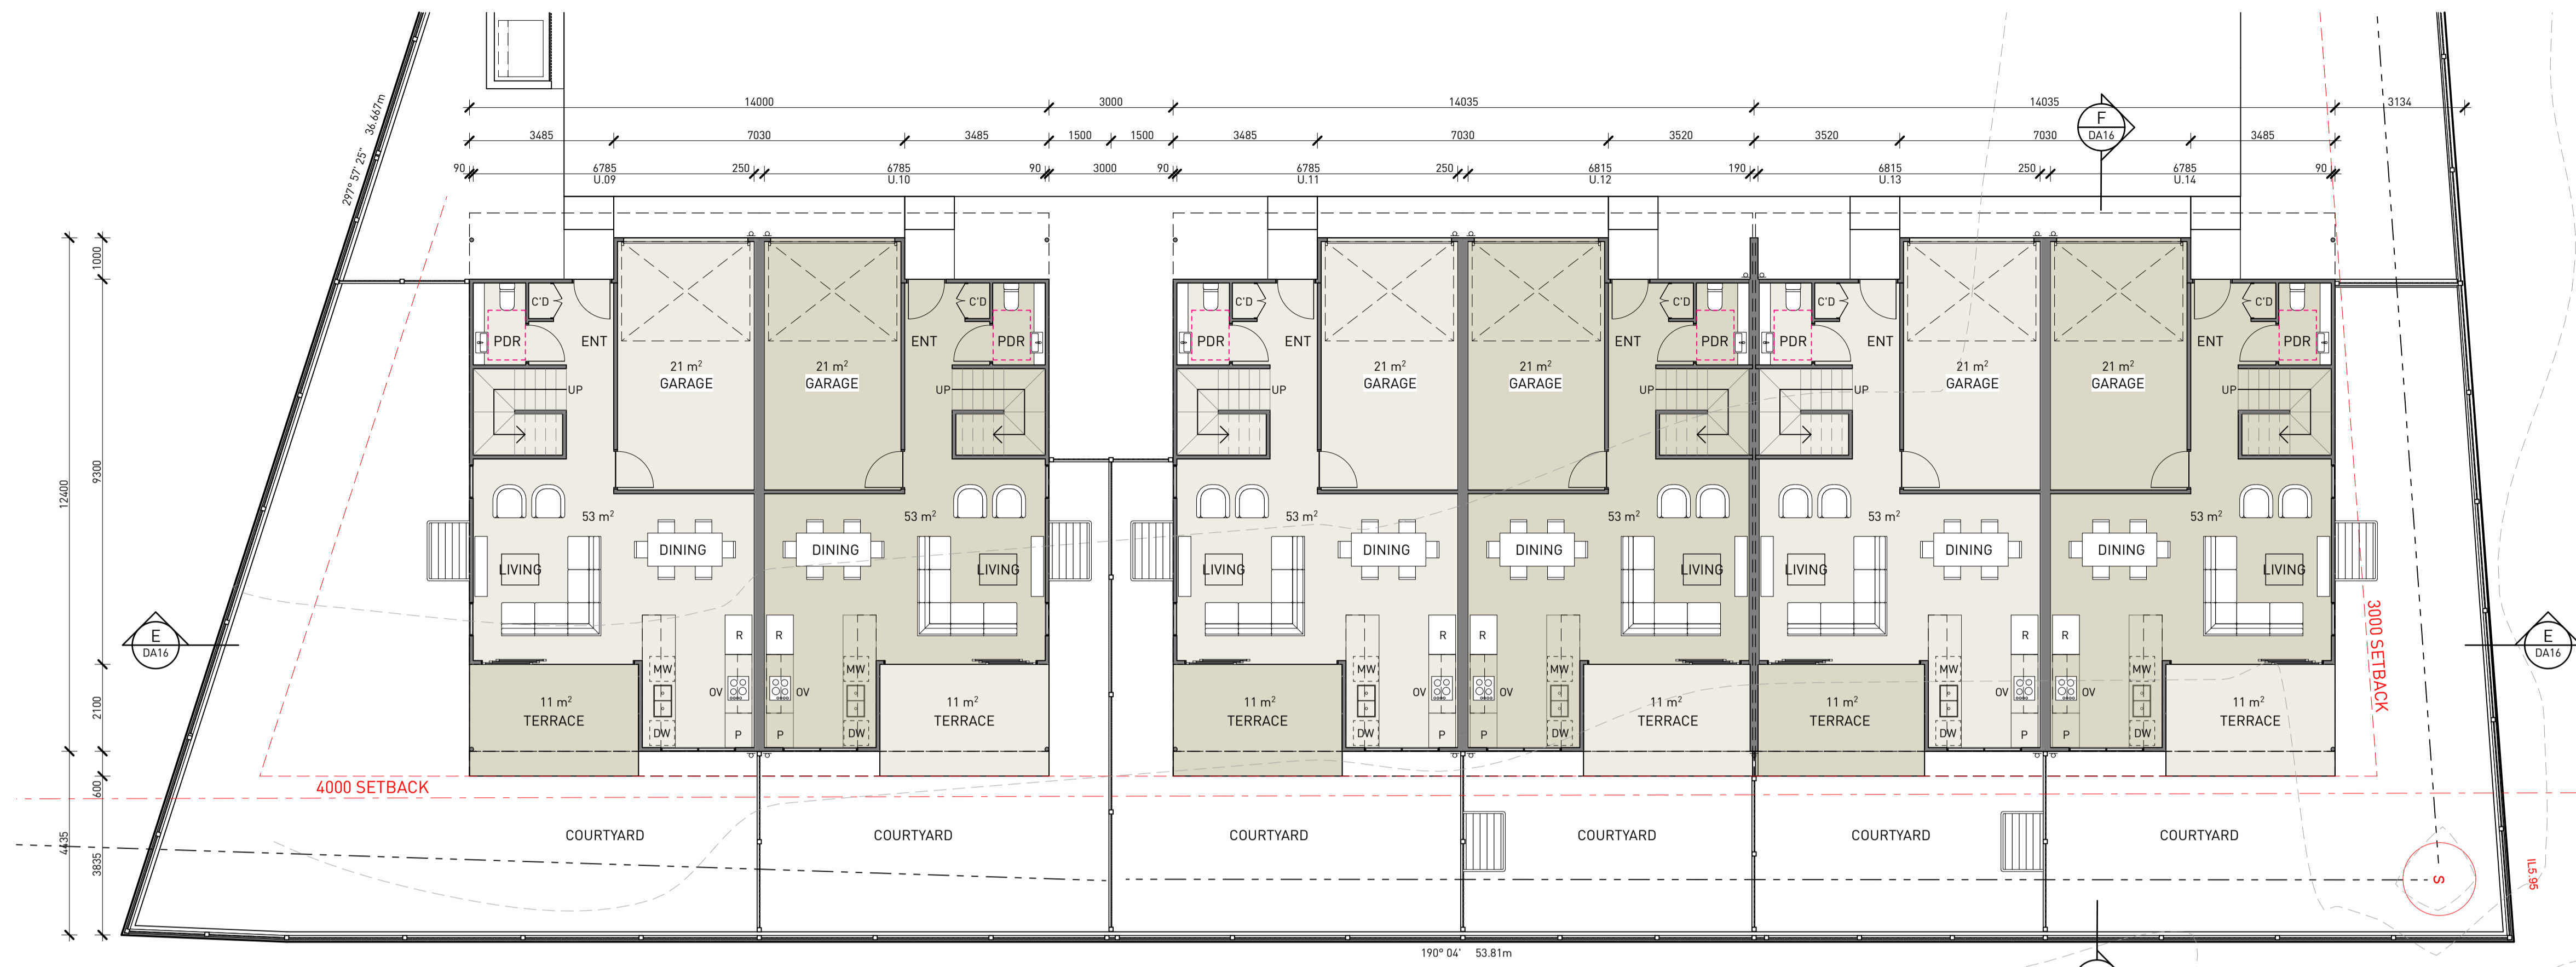 14000 3000 14035 14035 3134
3485 7030 3485 1500 1500 3485 7030 3520 3520 7030 3485
90 6785 250 6785 90 3000 90 6785 250 6815 190 6815 250 6785 90
U.09 U.10 U.11 U.12 U.13 U.14
F
DA16
297° 57' 25" 36.667m
1000
9300
12400
2100
600
4435
3835
C'D C'D C'D C'D C'D C'D
PDR ENT ENT PDR PDR ENT ENT PDR PDR ENT ENT PDR
21 m² 21 m² 21 m² 21 m² 21 m² 21 m²
GARAGE GARAGE GARAGE GARAGE GARAGE GARAGE
UP UP UP UP UP UP
53 m² 53 m² 53 m² 53 m² 53 m² 53 m²
DINING DINING DINING DINING DINING DINING
LIVING LIVING LIVING LIVING LIVING LIVING
E
DA16
R R R R R R
E
DA16
3000 SETBACK
MW MW MW MW MW MW
OV OV OV OV OV OV
11 m² 11 m² 11 m² 11 m² 11 m² 11 m²
TERRACE TERRACE TERRACE TERRACE TERRACE TERRACE
DW P P DW DW P P DW DW P P DW
4000 SETBACK
COURTYARD COURTYARD COURTYARD COURTYARD COURTYARD COURTYARD
S
IL5.95
190° 04' 53.81m